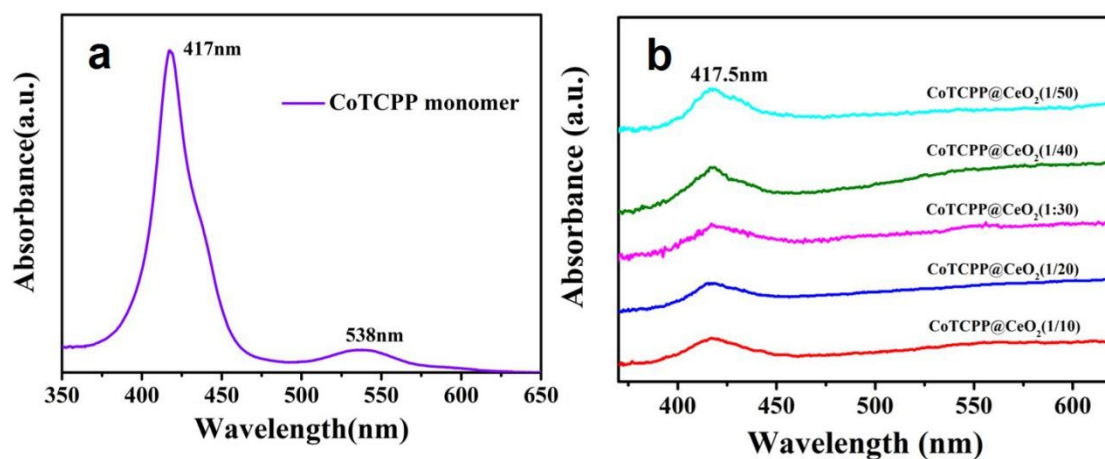 a
417nm
CoTCPP monomer
538nm
Absorbance(a.u.)
350 400 450 500 550 600 650
Wavelength(nm)
b
417.5nm
CoTCPP@CeO₂(1/50)
CoTCPP@CeO₂(1/40)
CoTCPP@CeO₂(1:30)
CoTCPP@CeO₂(1/20)
CoTCPP@CeO₂(1/10)
Absorbance (a.u.)
400 450 500 550 600
Wavelength (nm)